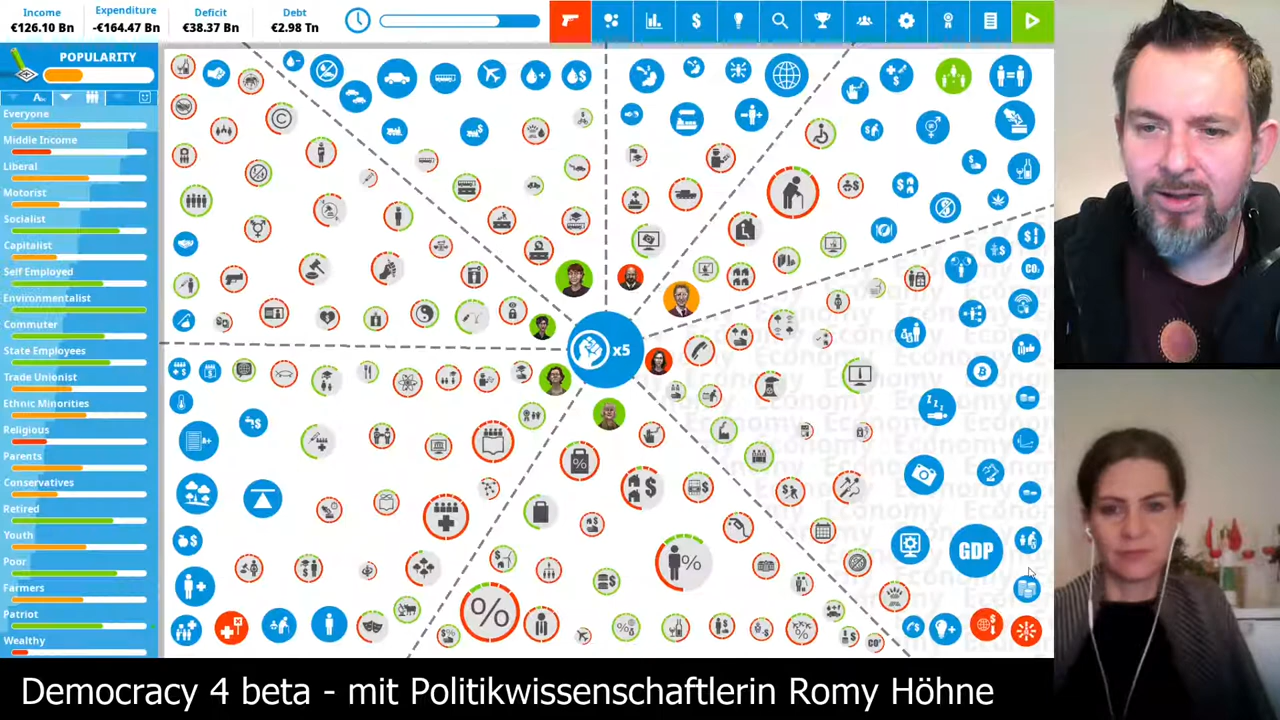 Income
Expenditure
Deficit
Debt
€126.10 Bn
-€164.47 Bn
€38.37 Bn
€2.98 Tn
POPULARITY
Everyone
Middle Income
Liberal
Motorist
Socialist
Capitalist
Self Employed
Environmentalist
Commuter
State Employees
Trade Unionist
Ethnic Minorities
Religious
Parents
Conservatives
Retired
Youth
Poor
Farmers
Patriot
Wealthy
x5
GDP
CO²
Economy
Democracy 4 beta - mit Politikwissenschaftlerin Romy Höhne